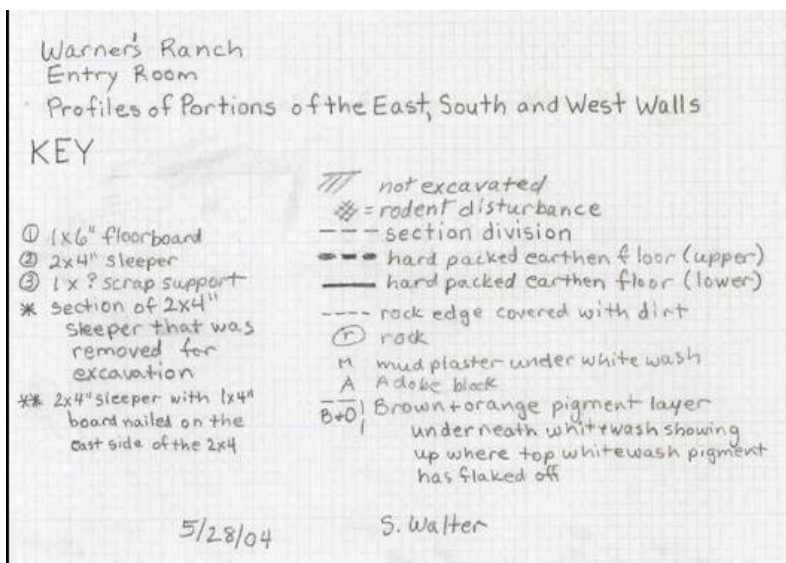 Warner's Ranch
Entry Room
Profiles of Portions of the East, South and West Walls
KEY
① 1x6" floorboard
② 2x4" sleeper
③ 1x? scrap support
* section of 2x4"
sleeper that was
removed for
excavation
** 2x4" sleeper with 1x4"
board nailed on the
east side of the 2x4
not excavated
= rodent disturbance
section division
hard packed earthen floor (upper)
hard packed earthen floor (lower)
rock edge covered with dirt
r rock
M mud plaster under white wash
A Adobe block
B+O Brown + orange pigment layer
underneath whitewash showing
up where top whitewash pigment
has flaked off
5/28/04 S. Walter